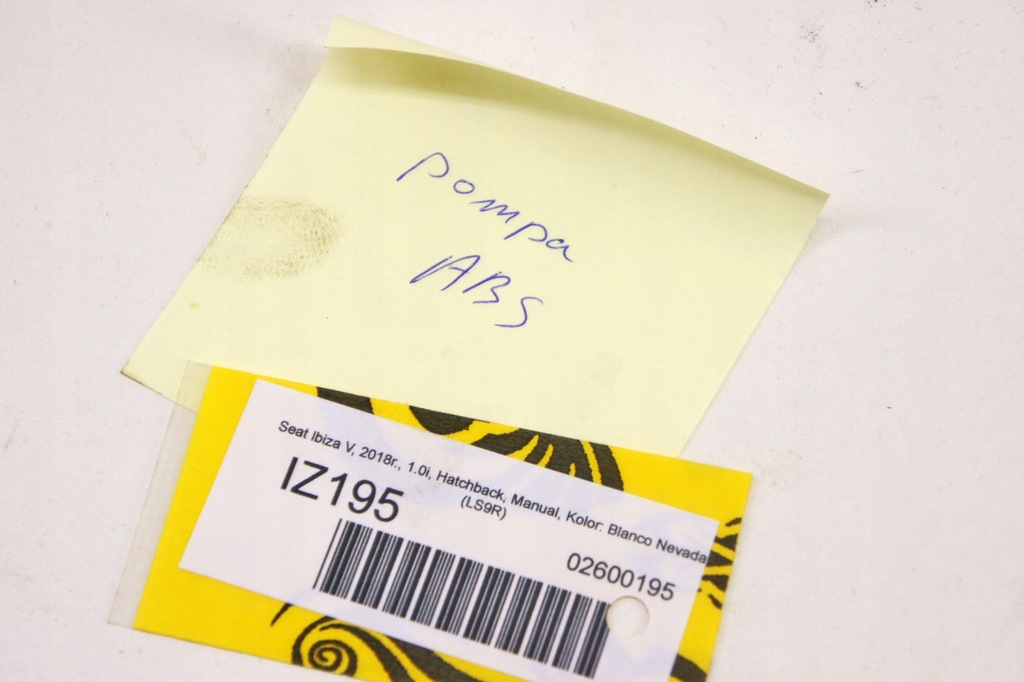 pompa
ABS
Seat Ibiza V, 2018r., 1.0i, Hatchback, Manual, Kolor: Blanco Nevada
(LS9R)
IZ195
02600195